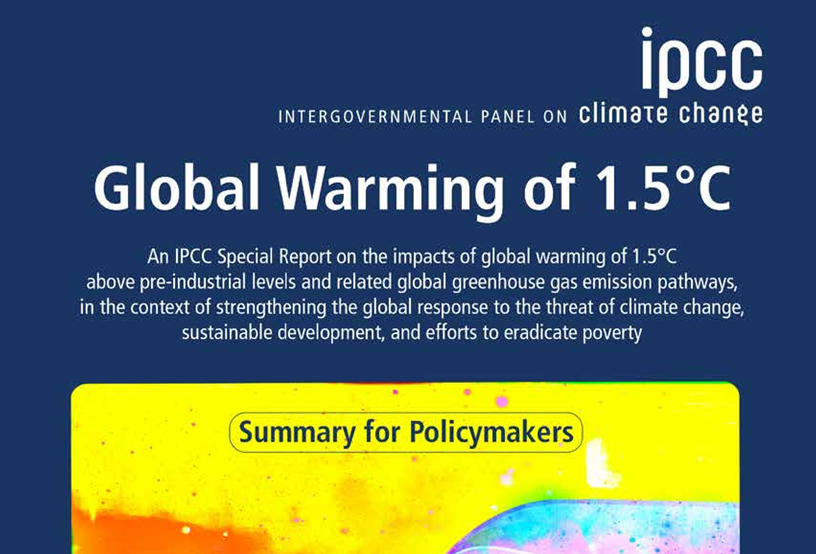 ipcc
INTERGOVERNMENTAL PANEL ON climate change
Global Warming of 1.5°C
An IPCC Special Report on the impacts of global warming of 1.5°C
above pre-industrial levels and related global greenhouse gas emission pathways,
in the context of strengthening the global response to the threat of climate change,
sustainable development, and efforts to eradicate poverty
Summary for Policymakers